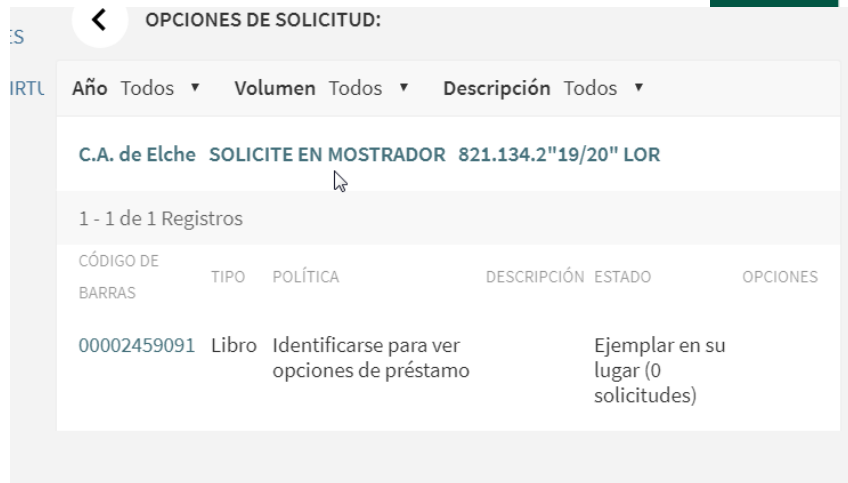 OPCIONES DE SOLICITUD:
ES
IRTU
Año Todos ▼ Volumen Todos ▼ Descripción Todos ▼
C.A. de Elche SOLICITE EN MOSTRADOR 821.134.2"19/20" LOR
1 - 1 de 1 Registros
CÓDIGO DE
BARRAS
TIPO POLÍTICA DESCRIPCIÓN ESTADO OPCIONES
00002459091 Libro Identificarse para ver
opciones de préstamo
Ejemplar en su
lugar (0
solicitudes)